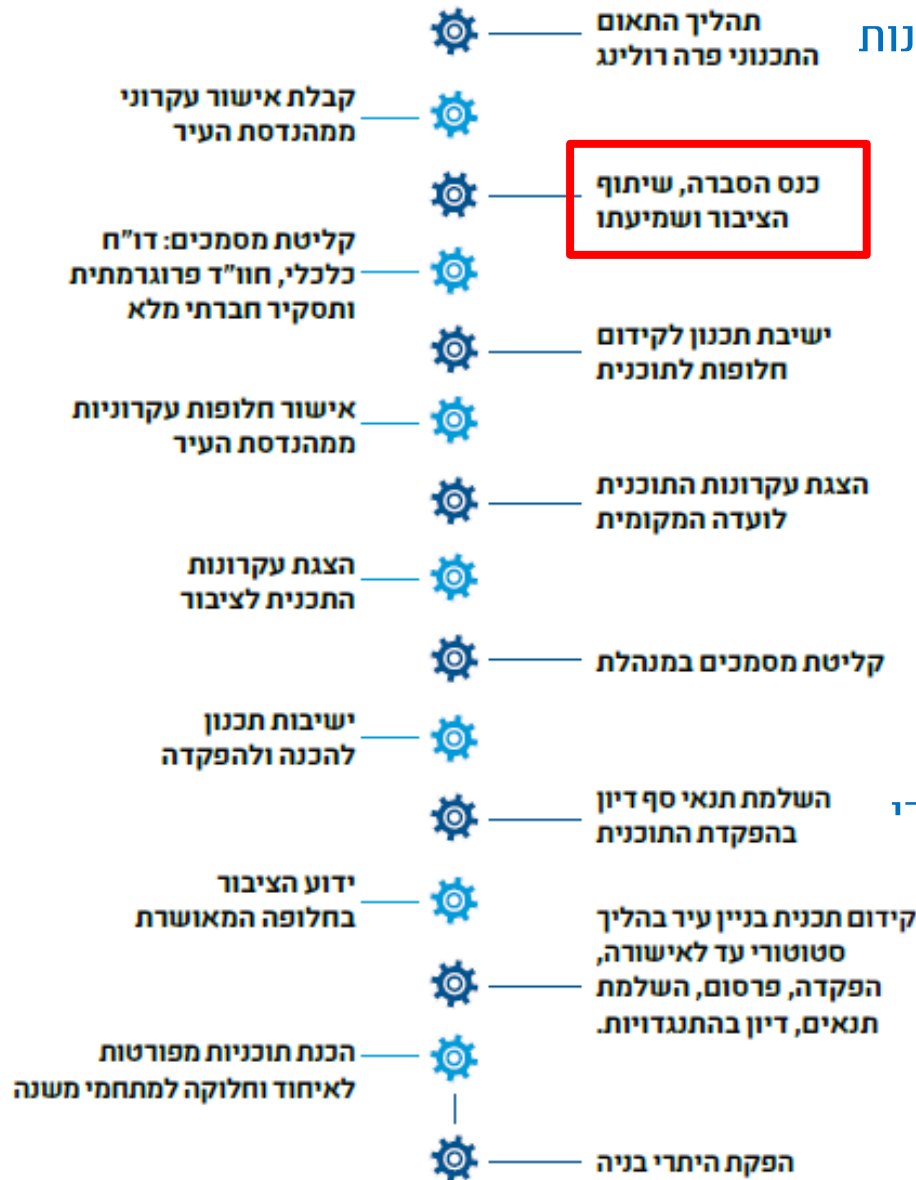 תהליך התאום
התכנוני פרה רולינג
קבלת אישור עקרוני
ממהנדסת העיר
כנס הסברה, שיתוף
הציבור ושמיעתו
קליטת מסמכים: דו"ח
כלכלי, חוו"ד פרוגרמתית
ותסקיר חברתי מלא
ישיבת תכנון לקידום
חלופות לתוכנית
אישור חלופות עקרוניות
ממהנדסת העיר
הצגת עקרונות התוכנית
לועדה המקומית
הצגת עקרונות
התכנית לציבור
קליטת מסמכים במנהלת
ישיבות תכנון
להכנה ולהפקדה
השלמת תנאי סף דיון
בהפקדת התוכנית
ידוע הציבור
בחלופה המאושרת
קידום תכנית בניין עיר בהליך
סטוטורי עד לאישורה,
הפקדה, פרסום, השלמת
תנאים, דיון בהתנגדויות.
הכנת תוכניות מפורטות
לאיחוד וחלוקה למתחמי משנה
הפקת היתרי בניה